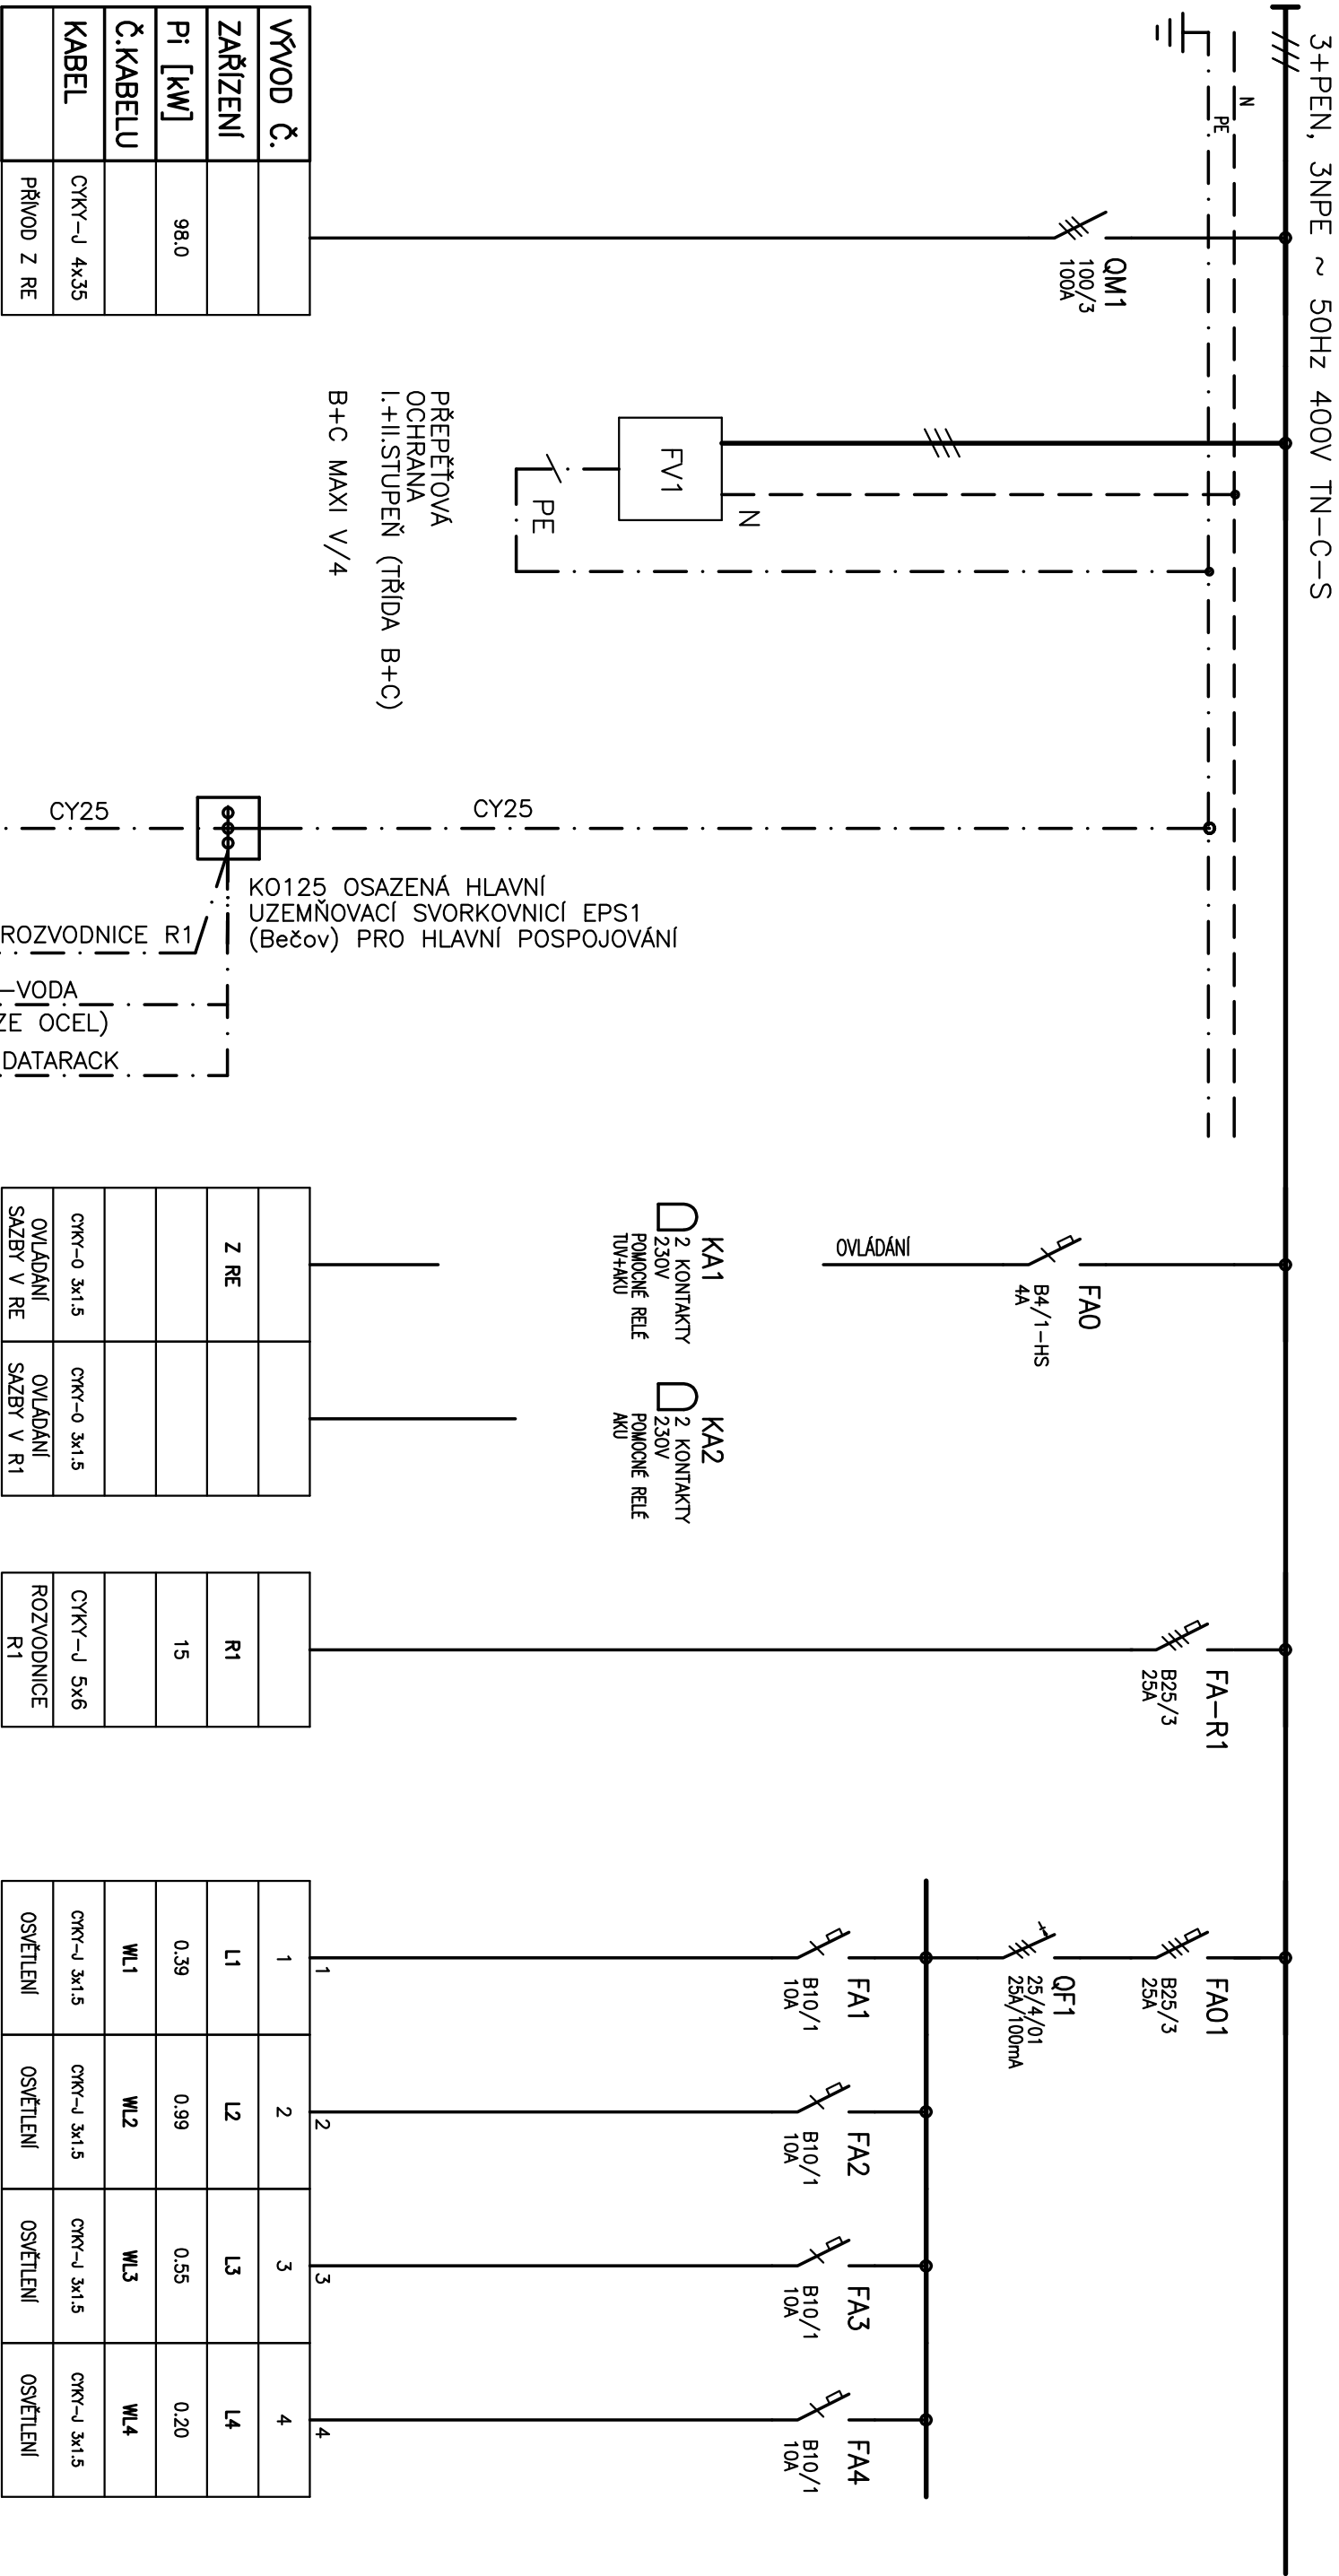 3+PEN, 3NPE ~ 50Hz 400V TN-C-S
N
PE
QM1
100/3
100A
FV1
N
PE
PŘEPĚŤOVÁ
OCHRANA
I.+II.STUPEŇ (TŘÍDA B+C)
B+C MAXI V/4
CY25
CY25
KO125 OSAZENÁ HLAVNÍ
UZEMŇOVACÍ SVORKOVNICÍ EPS1
(Bečov) PRO HLAVNÍ POSPOJOVÁNÍ
ROZVODNICE R1
-VODA
ZE OCEL)
DATARACK
FA0
B4/1-HS
4A
OVLÁDÁNÍ
KA1
2 KONTAKTY
230V
POMOCNÉ RELÉ
TUV+AKU
KA2
2 KONTAKTY
230V
POMOCNÉ RELÉ
AKU
FA-R1
B25/3
25A
FA01
B25/3
25A
QF1
25/4/01
25A/100mA
FA1
B10/1
10A
FA2
B10/1
10A
FA3
B10/1
10A
FA4
B10/1
10A
1
2
3
4
VÝVOD Č.
1
2
3
4
ZAŘÍZENÍ
Z RE
R1
L1
L2
L3
L4
Pi [kW]
98.0
15
0.39
0.99
0.55
0.20
Č.KABELU
WL1
WL2
WL3
WL4
KABEL
CYKY-J 4x35
CYKY-O 3x1.5
CYKY-O 3x1.5
CYKY-J 5x6
CYKY-J 3x1.5
CYKY-J 3x1.5
CYKY-J 3x1.5
CYKY-J 3x1.5
PŘÍVOD Z RE
OVLÁDÁNÍ
SAZBY V RE
OVLÁDÁNÍ
SAZBY V R1
ROZVODNICE
R1
OSVĚTLENÍ
OSVĚTLENÍ
OSVĚTLENÍ
OSVĚTLENÍ